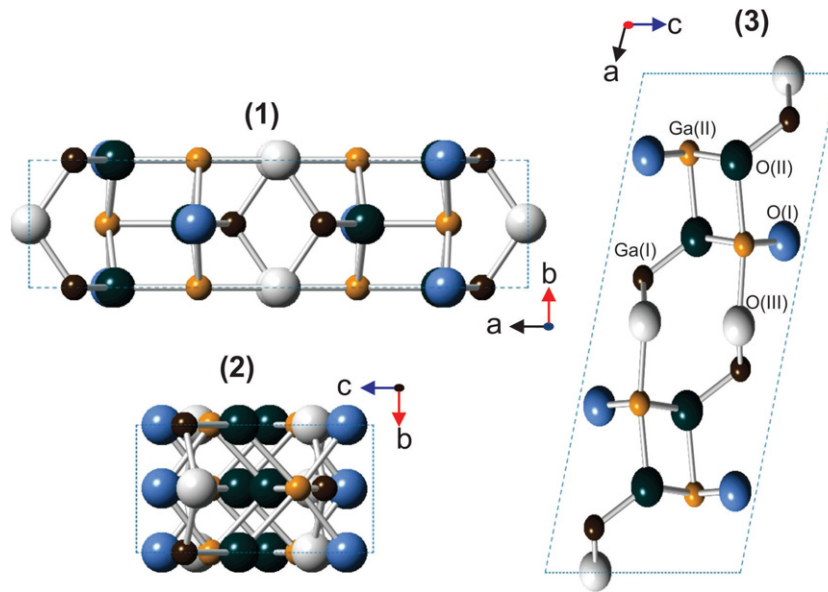 (1)
b
a
(2)
c
b
(3)
c
a
Ga(II)
O(II)
O(I)
Ga(I)
O(III)